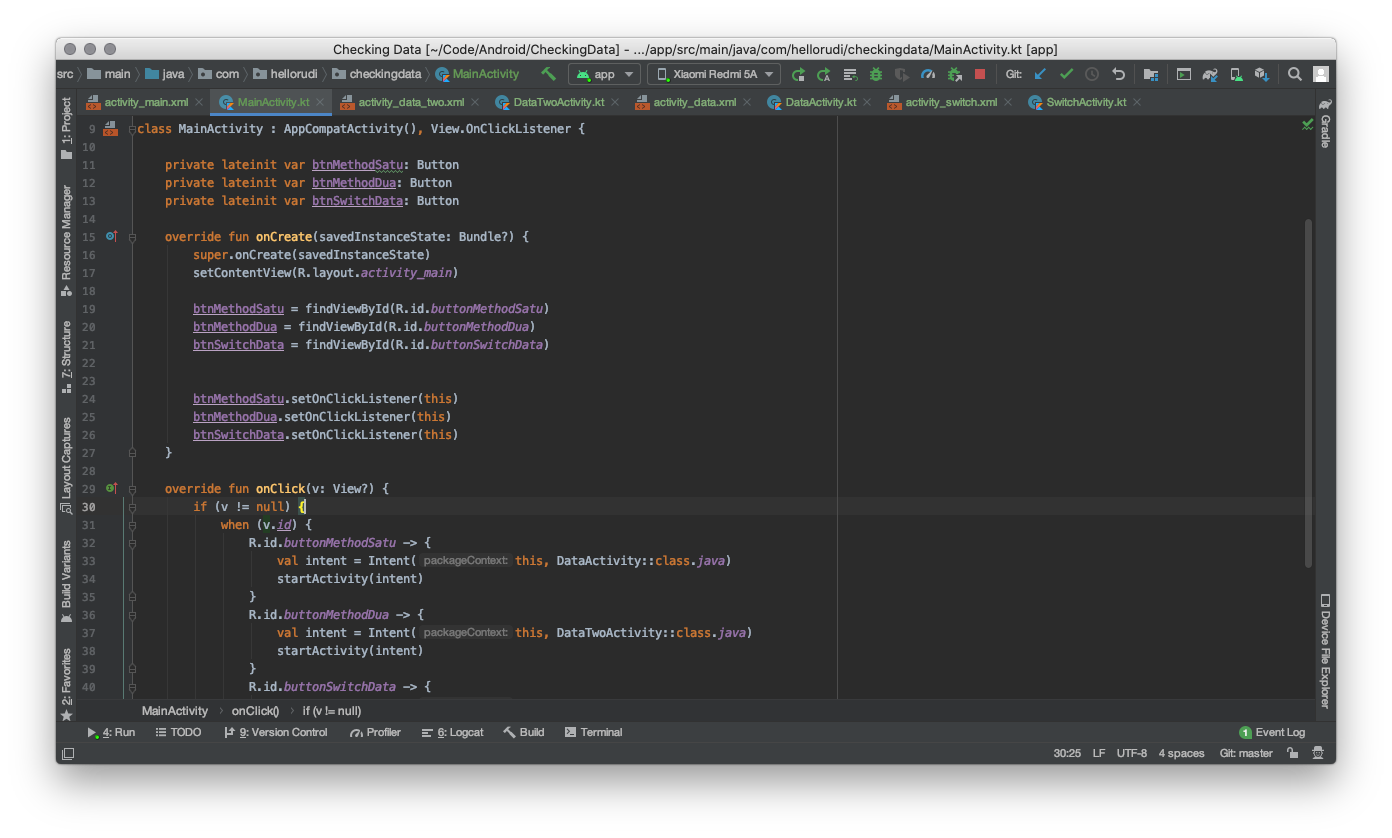 Checking Data [~/Code/Android/CheckingData] - .../app/src/main/java/com/hellorudi/checkingdata/MainActivity.kt [app]
src main java com hellorudi checkingdata MainActivity app Xiaomi Redmi 5A Git:
activity_main.xml MainActivity.kt activity_data_two.xml DataTwoActivity.kt activity_data.xml DataActivity.kt activity_switch.xml SwitchActivity.kt
1: Project
Resource Manager
7: Structure
Layout Captures
Build Variants
2: Favorites
9 class MainActivity : AppCompatActivity(), View.OnClickListener {
10
11 private lateinit var btnMethodSatu: Button
12 private lateinit var btnMethodDua: Button
13 private lateinit var btnSwitchData: Button
14
15 override fun onCreate(savedInstanceState: Bundle?) {
16 super.onCreate(savedInstanceState)
17 setContentView(R.layout.activity_main)
18
19 btnMethodSatu = findViewById(R.id.buttonMethodSatu)
20 btnMethodDua = findViewById(R.id.buttonMethodDua)
21 btnSwitchData = findViewById(R.id.buttonSwitchData)
22
23
24 btnMethodSatu.setOnClickListener(this)
25 btnMethodDua.setOnClickListener(this)
26 btnSwitchData.setOnClickListener(this)
27 }
28
29 override fun onClick(v: View?) {
30 if (v != null) {
31 when (v.id) {
32 R.id.buttonMethodSatu -> {
33 val intent = Intent( packageContext: this, DataActivity::class.java)
34 startActivity(intent)
35 }
36 R.id.buttonMethodDua -> {
37 val intent = Intent( packageContext: this, DataTwoActivity::class.java)
38 startActivity(intent)
39 }
40 R.id.buttonSwitchData -> {
Gradle
Device File Explorer
MainActivity onClick() if (v != null)
4: Run TODO 9: Version Control Profiler 6: Logcat Build Terminal 1 Event Log
30:25 LF UTF-8 4 spaces Git: master